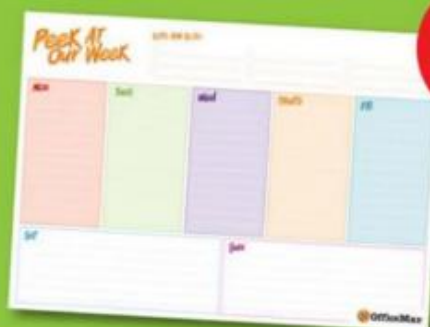 Peek At
Our Week
Mon
Tues
Wed
Thurs
Fri
Sat
Sun
OfficeMax